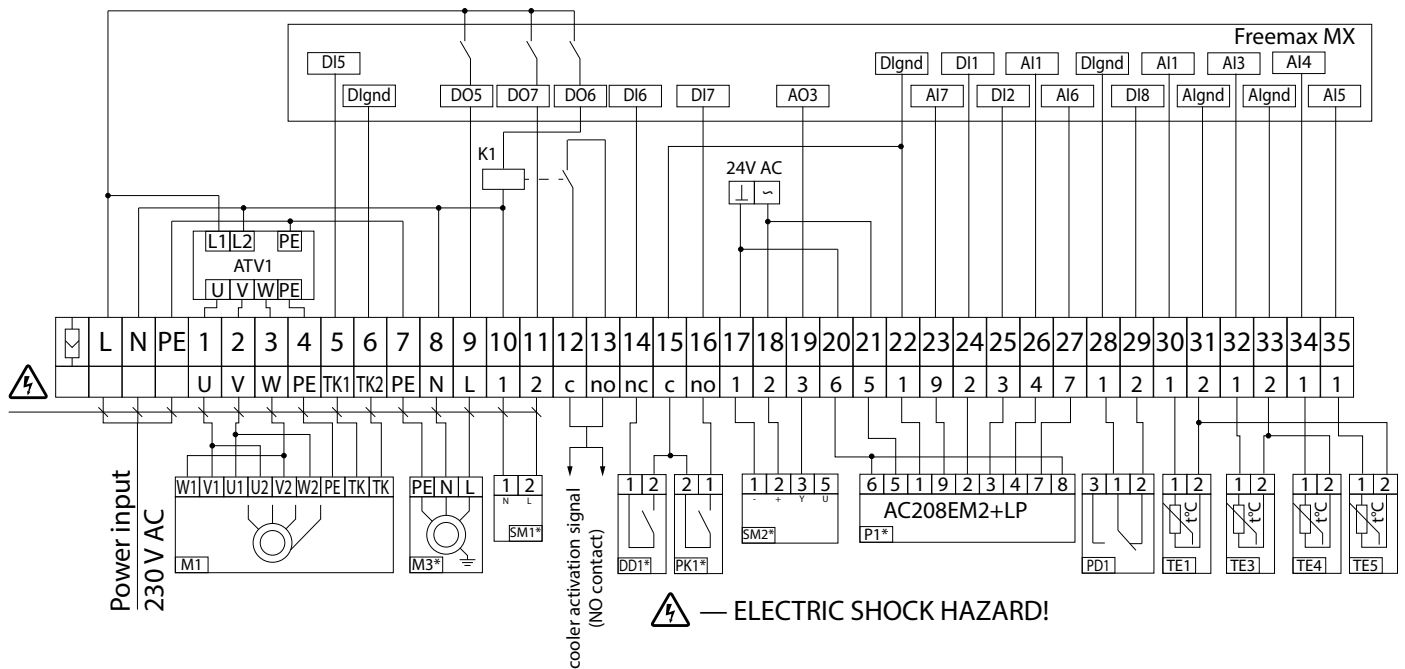 Freemax MX
DI5 DIgnd DI1 AI1 DIgnd AI1 AI3 AI4
DIgnd DO5 DO7 DO6 DI6 DI7 AO3 AI7 DI2 AI6 DI8 AIgnd AIgnd AI5
K1
24V AC
⊥ ~
L1 L2 PE
ATV1
U V W PE
L N PE 1 2 3 4 5 6 7 8 9 10 11 12 13 14 15 16 17 18 19 20 21 22 23 24 25 26 27 28 29 30 31 32 33 34 35
U V W PE TK1 TK2 PE N L 1 2 c no nc c no 1 2 3 6 5 1 9 2 3 4 7 1 2 1 2 1 2 1 1
Power input
230 V AC
W1 V1 U1 U2 V2 W2 PE TK TK
M1
PE N L
M3*
1 2
N L
SM1*
cooler activation signal
(NO contact)
1 2
DD1*
2 1
PK1*
1 2 3 5
- + Y U
SM2*
6 5 1 9 2 3 4 7 8
AC208EM2+LP
P1*
3 1 2
PD1
1 2
t°C
TE1
1 2
t°C
TE3
1 2
t°C
TE4
1 2
t°C
TE5
— ELECTRIC SHOCK HAZARD!